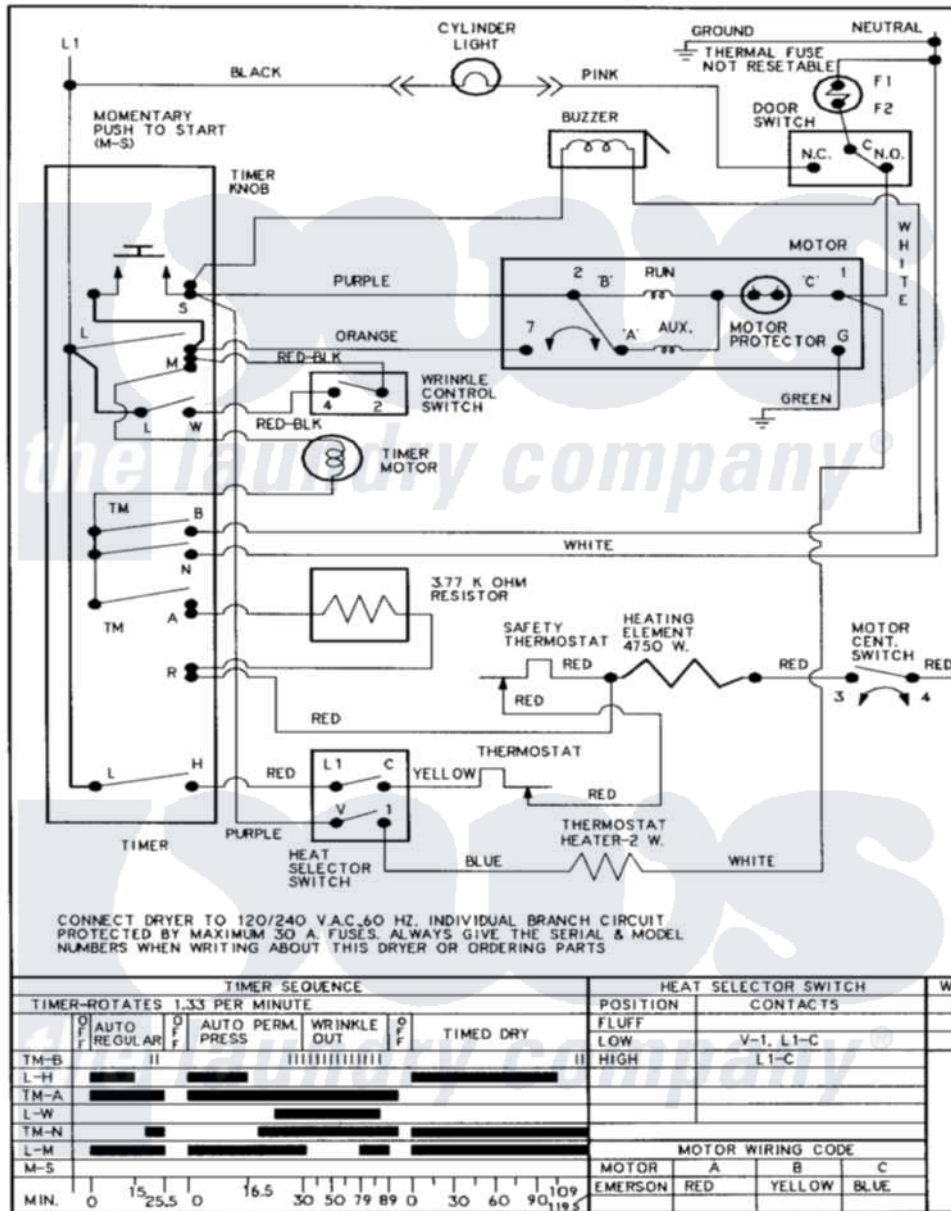 GROUND
NEUTRAL
L1
CYLINDER
LIGHT
THERMAL FUSE
NOT RESETABLE
BLACK
PINK
F1
F2
MOMENTARY
PUSH TO START
(M-S)
BUZZER
DOOR
SWITCH
C
N.C.
N.O.
TIMER
KNOB
WHITE
MOTOR
PURPLE
2
'B'
RUN
'C'
1
S
L
ORANGE
7
'A'
AUX.
MOTOR
PROTECTOR
G
M
RED-BLK
WRINKLE
CONTROL
SWITCH
4
2
GREEN
L
W
RED-BLK
TIMER
MOTOR
the laundry company®
TM
B
WHITE
N
3.77 K OHM
RESISTOR
TM
A
SAFETY
THERMOSTAT
HEATING
ELEMENT
4750 W.
MOTOR
CENT.
SWITCH
RED
RED
RED
R
RED
3
4
RED
L
H
RED
L1
C
YELLOW
THERMOSTAT
RED
V
1
TIMER
PURPLE
HEAT
SELECTOR
SWITCH
BLUE
THERMOSTAT
HEATER-2 W.
WHITE
CONNECT DRYER TO 120/240 V.A.C.,60 HZ. INDIVIDUAL BRANCH CIRCUIT
PROTECTED BY MAXIMUM 30 A. FUSES. ALWAYS GIVE THE SERIAL & MODEL
NUMBERS WHEN WRITING ABOUT THIS DRYER OR ORDERING PARTS
TIMER SEQUENCE
TIMER-ROTATES 1.33 PER MINUTE
OFF
AUTO REGULAR
OFF
AUTO PERM. PRESS
WRINKLE OUT
OFF
TIMED DRY
TM-B
L-H
TM-A
L-W
TM-N
L-M
M-S
MIN. 0 15 25.5 0 16.5 30 50 79 89 0 30 60 90 109 119.5
HEAT SELECTOR SWITCH
W
POSITION CONTACTS
FLUFF
LOW V-1, L1-C
HIGH L1-C
the laundry company®
MOTOR WIRING CODE
MOTOR A B C
EMERSON RED YELLOW BLUE